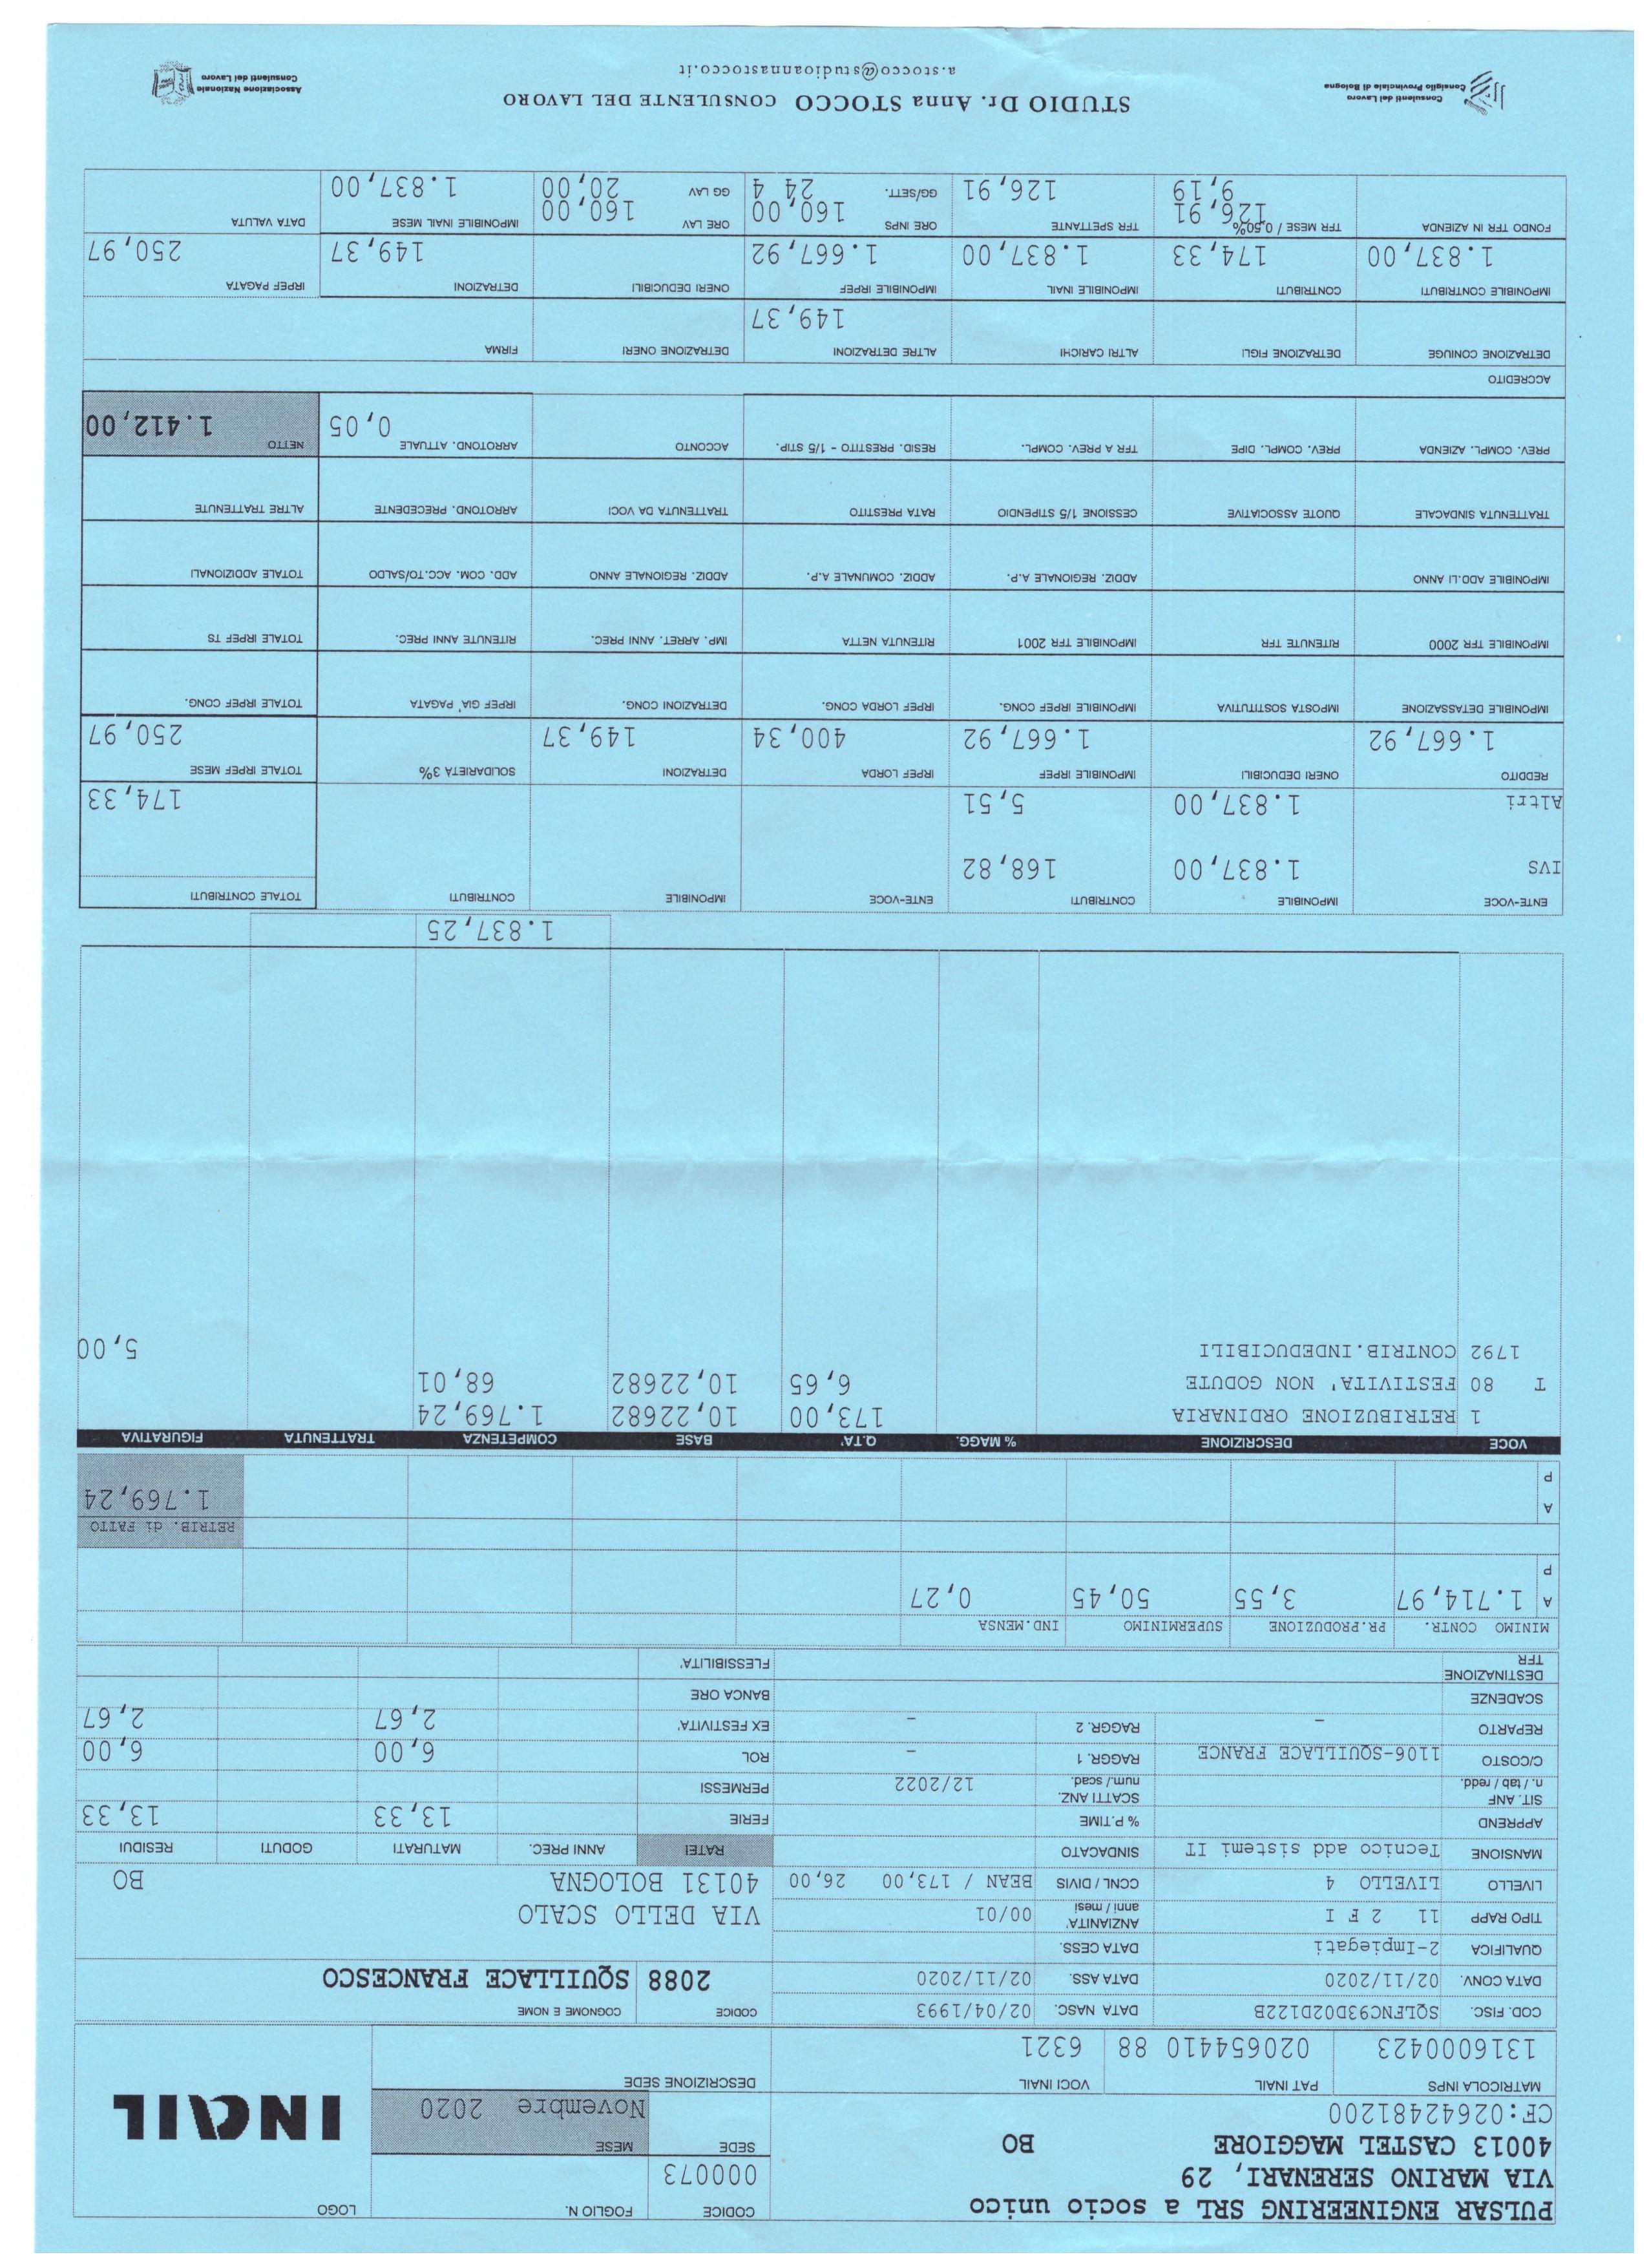 PULSAR ENGINEERING SRL a socio unico
VIA MARINO SERENARI, 29
40013 CASTEL MAGGIORE BO
CF:02642481200
CODICE FOGLIO N. LOGO
000073
SEDE MESE
Novembre 2020
INAIL
MATRICOLA INPS PAT INAIL VOCI INAIL DESCRIZIONE SEDE
1316000423 020654410 88 6321
COD. FISC. SQLFNC93D02D122B DATA NASC. 02/04/1993 CODICE COGNOME E NOME
DATA CONV. 02/11/2020 DATA ASS. 02/11/2020 2088 SQUILLACE FRANCESCO
QUALIFICA 2-Impiegati DATA CESS.
TIPO RAPP 11 2 F I ANZIANITA' anni / mesi 00/01 VIA DELLO SCALO
LIVELLO LIVELLO 4 CCNL / DIVIS BEAN / 173,00 26,00 40131 BOLOGNA BO
MANSIONE Tecnico add sistemi IT SINDACATO RATEI ANNI PREC. MATURATI GODUTI RESIDUI
APPREND % P.TIME FERIE 13,33 13,33
SIT. ANF n. / tab / redd. SCATTI ANZ. num./ scad. 12/2022 PERMESSI
C/COSTO 1106-SQUILLACE FRANCE RAGGR. 1 - ROL 6,00 6,00
REPARTO - RAGGR. 2 - EX FESTIVITA' 2,67 2,67
SCADENZE BANCA ORE
DESTINAZIONE TFR FLESSIBILITA'
MINIMO CONTR. PR.PRODUZIONE SUPERMINIMO IND.MENSA
A 1.714,97 3,55 50,45 0,27
P
RETRIB. di FATTO
A 1.769,24
P
VOCE DESCRIZIONE % MAGG. Q.TA' BASE COMPETENZA TRATTENUTA FIGURATIVA
1 RETRIBUZIONE ORDINARIA 173,00 10,22682 1.769,24
T 80 FESTIVITA' NON GODUTE 6,65 10,22682 68,01
1792 CONTRIB.INDEDUCIBILI 5,00
1.837,25
ENTE-VOCE IMPONIBILE CONTRIBUTI ENTE-VOCE IMPONIBILE CONTRIBUTI TOTALE CONTRIBUTI
IVS 1.837,00 168,82
Altri 1.837,00 5,51 174,33
REDDITO ONERI DEDUCIBILI IMPONIBILE IRPEF IRPEF LORDA DETRAZIONI SOLIDARIETÀ 3% TOTALE IRPEF MESE
1.667,92 1.667,92 400,34 149,37 250,97
IMPONIBILE DETASSAZIONE IMPOSTA SOSTITUTIVA IMPONIBILE IRPEF CONG. IRPEF LORDA CONG. DETRAZIONI CONG. IRPEF GIA' PAGATA TOTALE IRPEF CONG.
IMPONIBILE TFR 2000 RITENUTE TFR IMPONIBILE TFR 2001 RITENUTA NETTA IMP. ARRET. ANNI PREC. RITENUTE ANNI PREC. TOTALE IRPEF TS
IMPONIBILE ADD.LI ANNO ADDIZ. REGIONALE A.P. ADDIZ. COMUNALE A.P. ADDIZ. REGIONALE ANNO ADD. COM. ACC.TO/SALDO TOTALE ADDIZIONALI
TRATTENUTA SINDACALE QUOTE ASSOCIATIVE CESSIONE 1/5 STIPENDIO RATA PRESTITO TRATTENUTA DA VOCI ARROTOND. PRECEDENTE ALTRE TRATTENUTE
PREV. COMPL. AZIENDA PREV. COMPL. DIPE TFR A PREV. COMPL. RESID. PRESTITO - 1/5 STIP. ACCONTO ARROTOND. ATTUALE NETTO
0,05 1.412,00
ACCREDITO
DETRAZIONE CONIUGE DETRAZIONE FIGLI ALTRI CARICHI ALTRE DETRAZIONI DETRAZIONE ONERI FIRMA
149,37
IMPONIBILE CONTRIBUTI CONTRIBUTI IMPONIBILE INAIL IMPONIBILE IRPEF ONERI DEDUCIBILI DETRAZIONI IRPEF PAGATA
1.837,00 174,33 1.837,00 1.667,92 149,37 250,97
FONDO TFR IN AZIENDA TFR MESE / 0,50% TFR SPETTANTE ORE INPS ORE LAV IMPONIBILE INAIL MESE DATA VALUTA
126,91 160,00 160,00
9,19 126,91 GG/SETT. 24 4 GG LAV 20,00 1.837,00
Consulenti del Lavoro
Consiglio Provinciale di Bologna
STUDIO Dr. Anna STOCCO CONSULENTE DEL LAVORO
a.stocco@studioannastocco.it
Associazione Nazionale
Consulenti del Lavoro